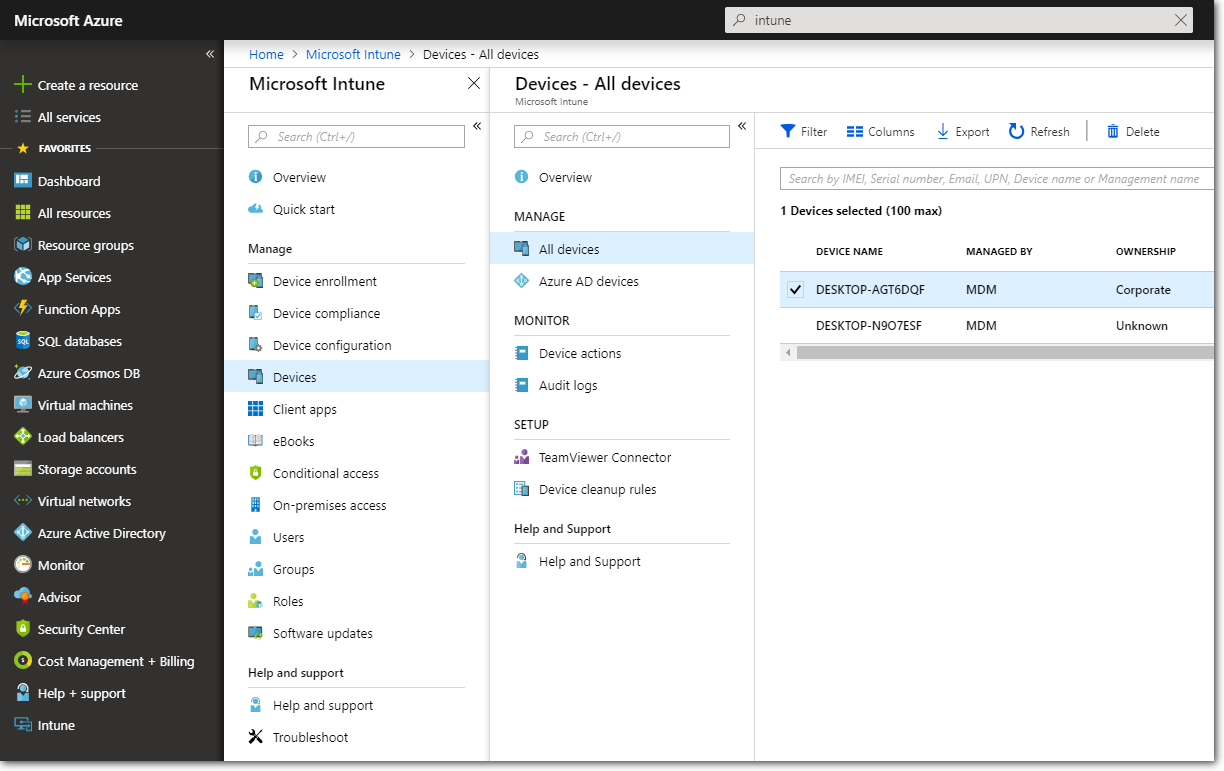 Microsoft Azure
intune
Home > Microsoft Intune > Devices - All devices
«
Create a resource
All services
FAVORITES
Dashboard
All resources
Resource groups
App Services
Function Apps
SQL databases
Azure Cosmos DB
Virtual machines
Load balancers
Storage accounts
Virtual networks
Azure Active Directory
Monitor
Advisor
Security Center
Cost Management + Billing
Help + support
Intune
Microsoft Intune
Search (Ctrl+/)
«
Overview
Quick start
Manage
Device enrollment
Device compliance
Device configuration
Devices
Client apps
eBooks
Conditional access
On-premises access
Users
Groups
Roles
Software updates
Help and support
Help and support
Troubleshoot
Devices - All devices
Microsoft Intune
Search (Ctrl+/)
«
Overview
MANAGE
All devices
Azure AD devices
MONITOR
Device actions
Audit logs
SETUP
TeamViewer Connector
Device cleanup rules
Help and Support
Help and Support
Filter Columns Export Refresh Delete
Search by IMEI, Serial number, Email, UPN, Device name or Management name
1 Devices selected (100 max)
DEVICE NAME MANAGED BY OWNERSHIP
DESKTOP-AGT6DQF MDM Corporate
DESKTOP-N9O7ESF MDM Unknown